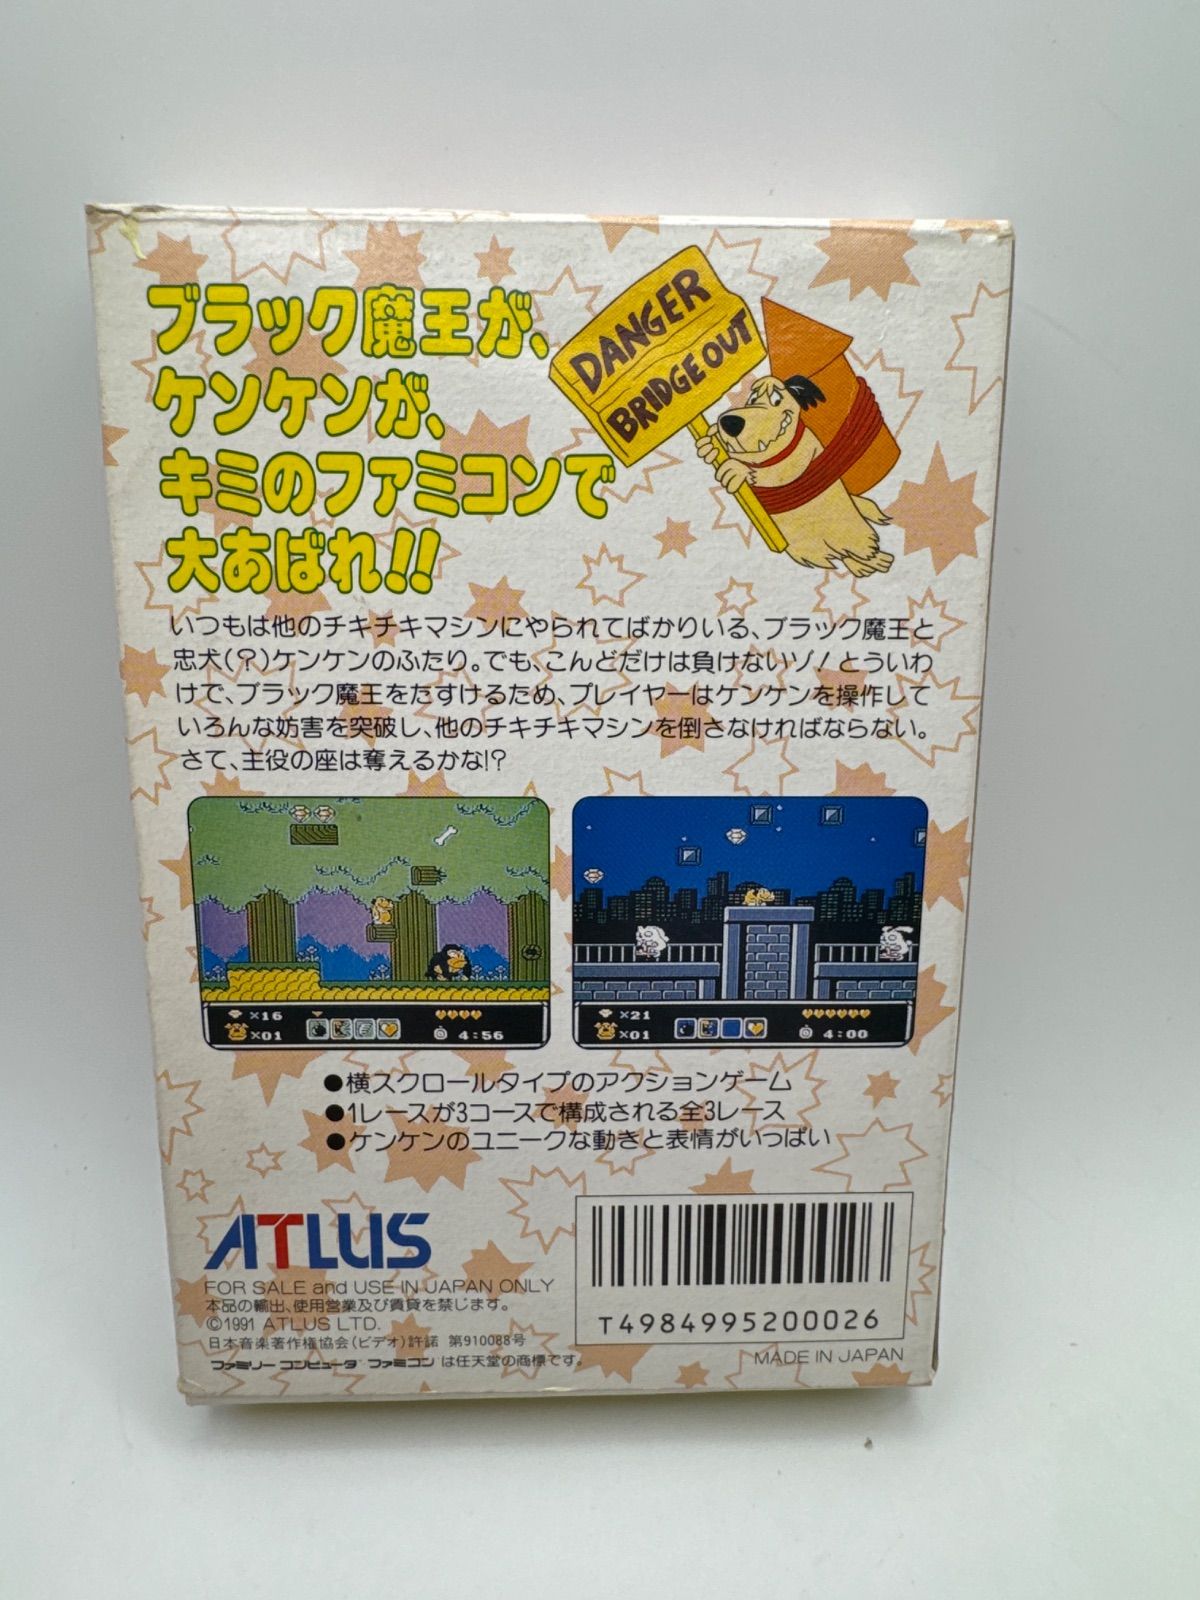 ブラック魔王が、
ケンケンが、
キミのファミコンで
大あばれ!!
DANGER
BRIDGE OUT
いつもは他のチキチキマシンにやられてばかりいる、ブラック魔王と
忠犬(?)ケンケンのふたり。でも、こんどだけは負けないゾ!とういわ
けで、ブラック魔王をたすけるため、プレイヤーはケンケンを操作して
いろんな妨害を突破し、他のチキチキマシンを倒さなければならない。
さて、主役の座は奪えるかな!?
×16
×01
4:56
×21
×01
4:00
●横スクロールタイプのアクションゲーム
●1レースが3コースで構成される全3レース
●ケンケンのユニークな動きと表情がいっぱい
ATLUS
FOR SALE and USE IN JAPAN ONLY
本品の輸出、使用営業及び賃貸を禁じます。
©1991 ATLUS LTD.
日本音楽著作権協会(ビデオ)許諾 第910088号
ファミリーコンピュータ ファミコンは任天堂の商標です。
T4984995200026
MADE IN JAPAN